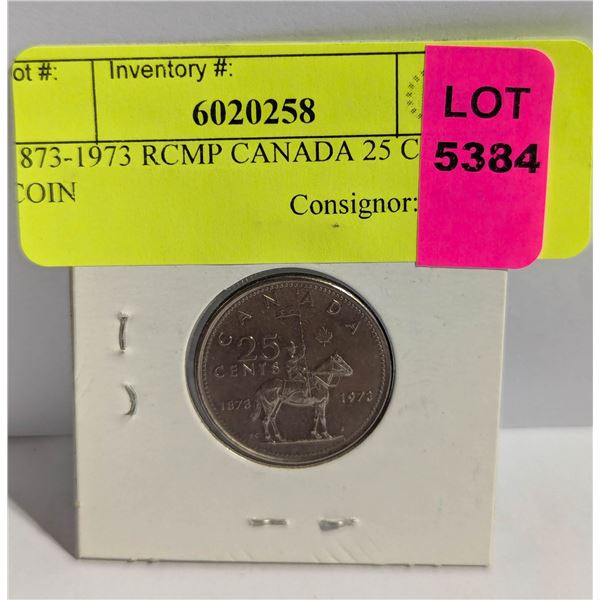 ot #:
Inventory #:
6020258
LOT
5384
873-1973 RCMP CANADA 25 C
COIN
Consignor:
CANADA
25
CENTS
1873 1973